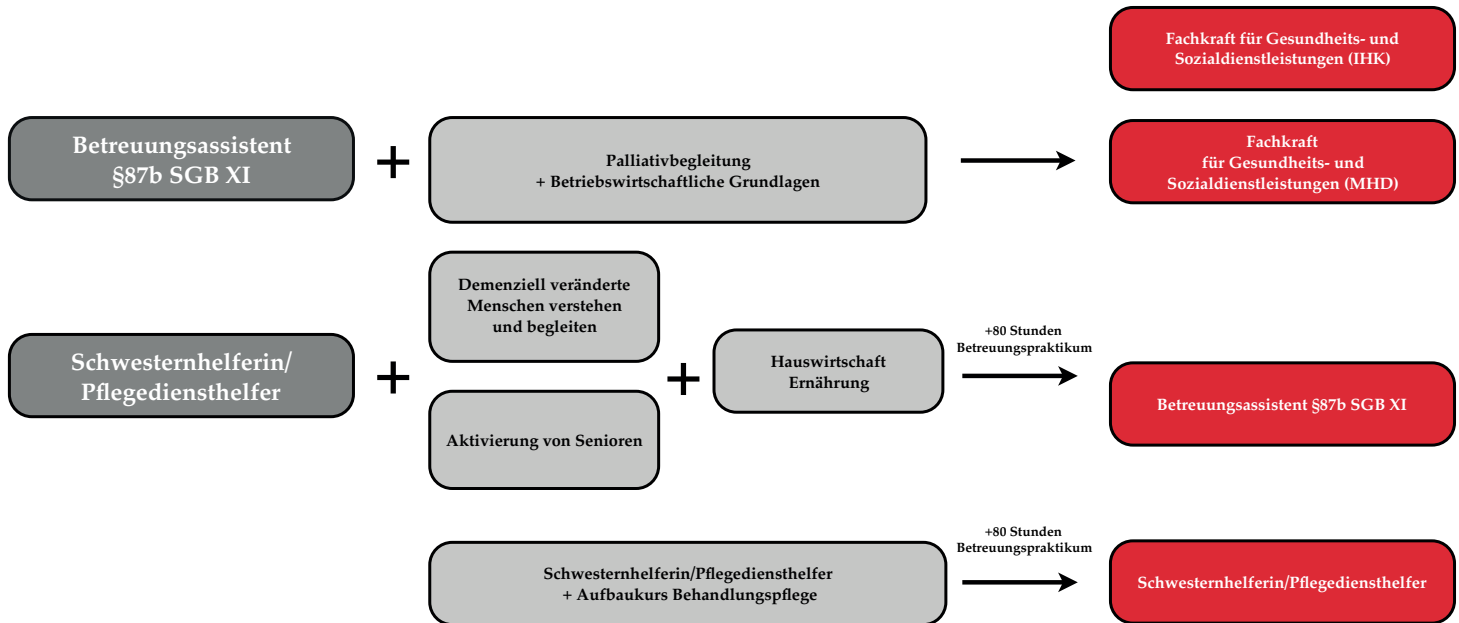 Fachkraft für Gesundheits- und
Sozialdienstleistungen (IHK)
Betreuungsassistent
§87b SGB XI
+
Palliativbegleitung
+ Betriebswirtschaftliche Grundlagen
Fachkraft
für Gesundheits- und
Sozialdienstleistungen (MHD)
Schwesternhelferin/
Pflegediensthelfer
+
Demenziell veränderte
Menschen verstehen
und begleiten
Aktivierung von Senioren
+
Hauswirtschaft
Ernährung
+80 Stunden
Betreuungspraktikum
Betreuungsassistent §87b SGB XI
Schwesternhelferin/Pflegediensthelfer
+ Aufbaukurs Behandlungspflege
+80 Stunden
Betreuungspraktikum
Schwesternhelferin/Pflegediensthelfer